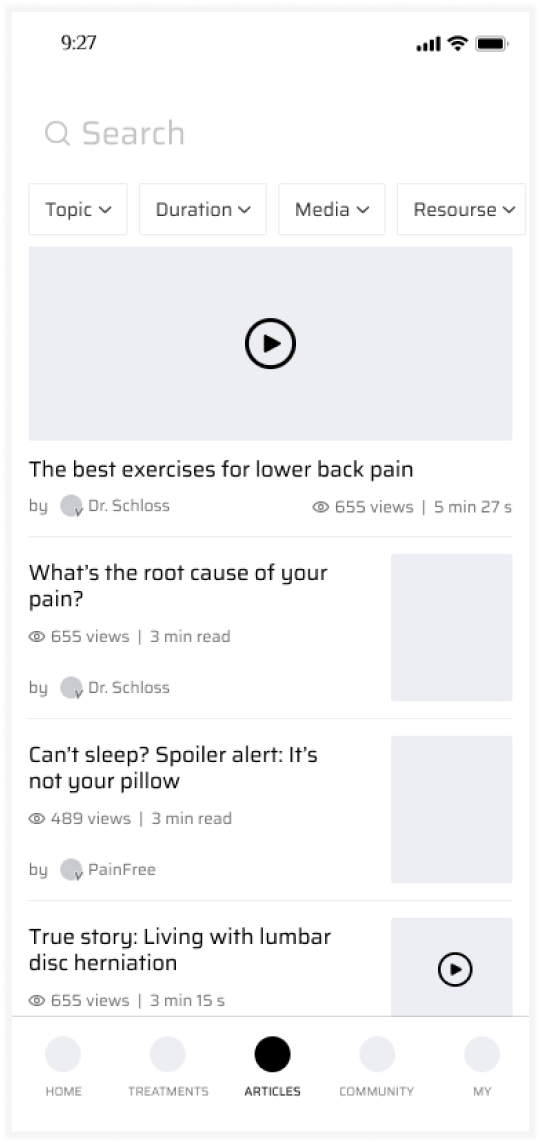 9:27
Search
Topic Duration Media Resourse
The best exercises for lower back pain
by Dr. Schloss 655 views | 5 min 27 s
What's the root cause of your
pain?
655 views | 3 min read
by Dr. Schloss
Can't sleep? Spoiler alert: It's
not your pillow
489 views | 3 min read
by PainFree
True story: Living with lumbar
disc herniation
655 views | 3 min 15 s
HOME TREATMENTS ARTICLES COMMUNITY MY